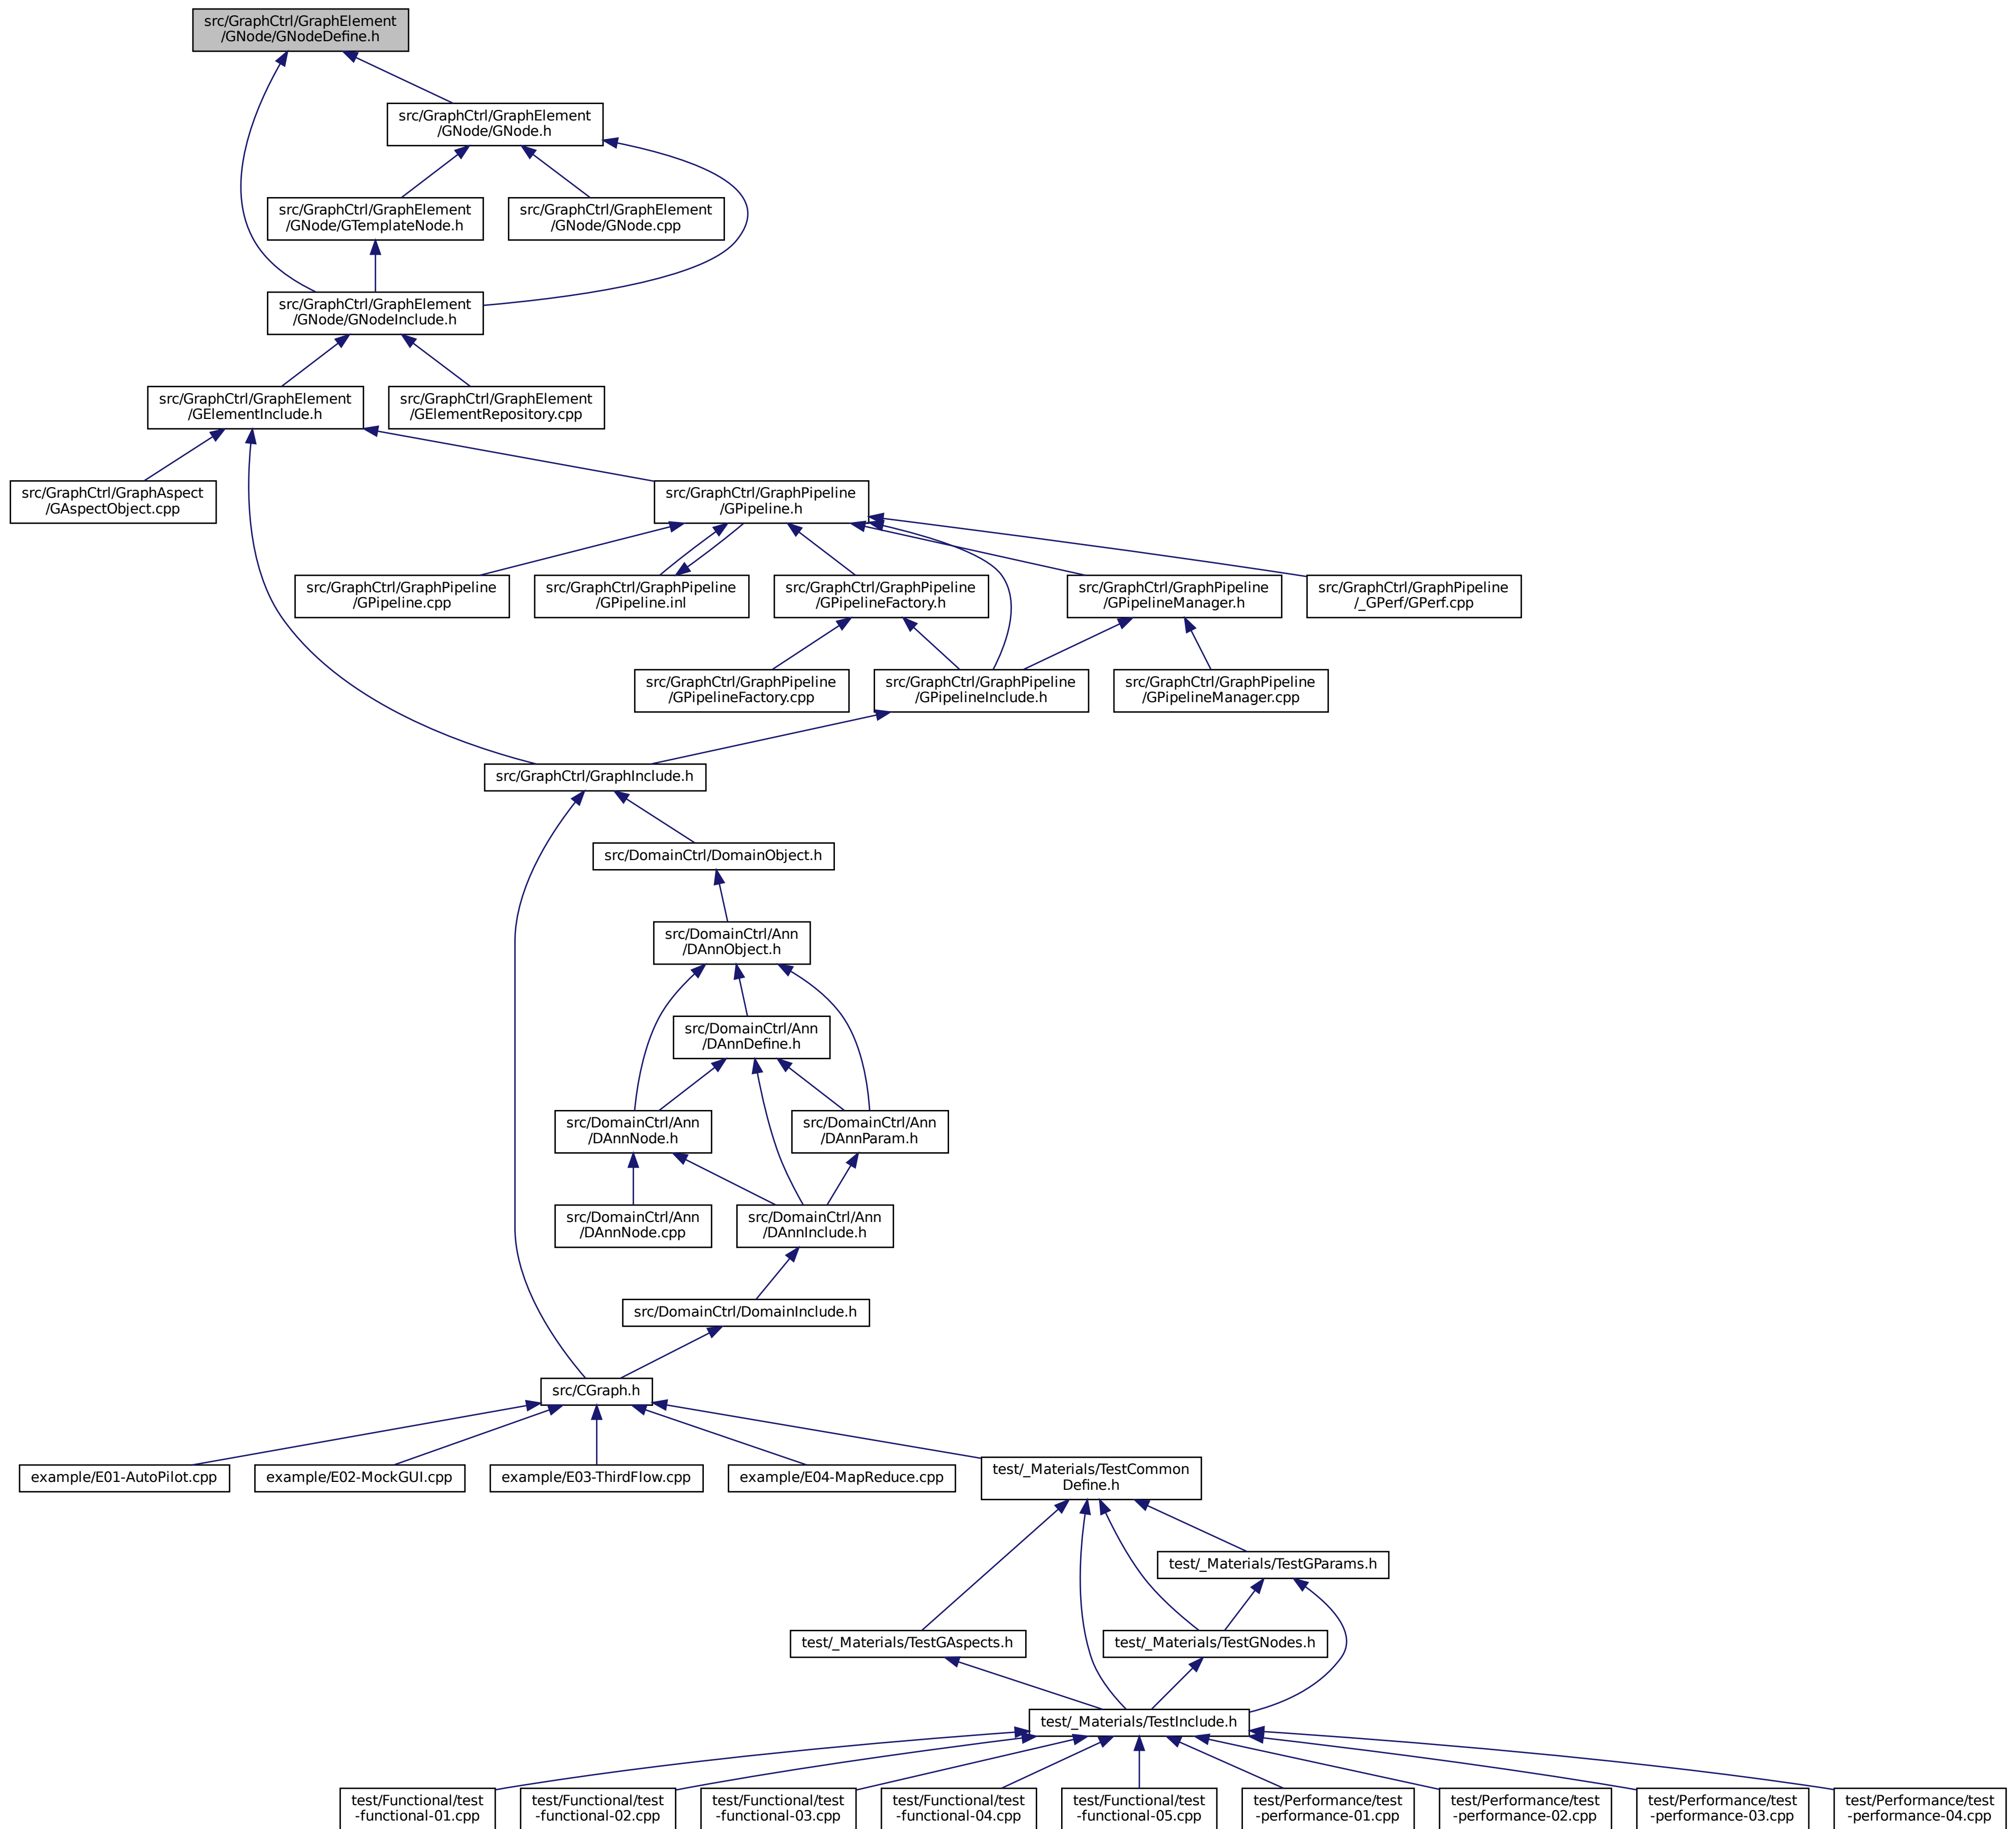 src/GraphCtrl/GraphElement
/GNode/GNodeDefine.h
src/GraphCtrl/GraphElement
/GNode/GNode.h
src/GraphCtrl/GraphElement
/GNode/GTemplateNode.h
src/GraphCtrl/GraphElement
/GNode/GNode.cpp
src/GraphCtrl/GraphElement
/GNode/GNodeInclude.h
src/GraphCtrl/GraphElement
/GElementInclude.h
src/GraphCtrl/GraphElement
/GElementRepository.cpp
src/GraphCtrl/GraphAspect
/GAspectObject.cpp
src/GraphCtrl/GraphPipeline
/GPipeline.h
src/GraphCtrl/GraphPipeline
/GPipeline.cpp
src/GraphCtrl/GraphPipeline
/GPipeline.inl
src/GraphCtrl/GraphPipeline
/GPipelineFactory.h
src/GraphCtrl/GraphPipeline
/GPipelineManager.h
src/GraphCtrl/GraphPipeline
/_GPerf/GPerf.cpp
src/GraphCtrl/GraphPipeline
/GPipelineFactory.cpp
src/GraphCtrl/GraphPipeline
/GPipelineInclude.h
src/GraphCtrl/GraphPipeline
/GPipelineManager.cpp
src/GraphCtrl/GraphInclude.h
src/DomainCtrl/DomainObject.h
src/DomainCtrl/Ann
/DAnnObject.h
src/DomainCtrl/Ann
/DAnnDefine.h
src/DomainCtrl/Ann
/DAnnNode.h
src/DomainCtrl/Ann
/DAnnParam.h
src/DomainCtrl/Ann
/DAnnNode.cpp
src/DomainCtrl/Ann
/DAnnInclude.h
src/DomainCtrl/DomainInclude.h
src/CGraph.h
example/E01-AutoPilot.cpp
example/E02-MockGUI.cpp
example/E03-ThirdFlow.cpp
example/E04-MapReduce.cpp
test/_Materials/TestCommon
Define.h
test/_Materials/TestGParams.h
test/_Materials/TestGAspects.h
test/_Materials/TestGNodes.h
test/_Materials/TestInclude.h
test/Functional/test
-functional-01.cpp
test/Functional/test
-functional-02.cpp
test/Functional/test
-functional-03.cpp
test/Functional/test
-functional-04.cpp
test/Functional/test
-functional-05.cpp
test/Performance/test
-performance-01.cpp
test/Performance/test
-performance-02.cpp
test/Performance/test
-performance-03.cpp
test/Performance/test
-performance-04.cpp